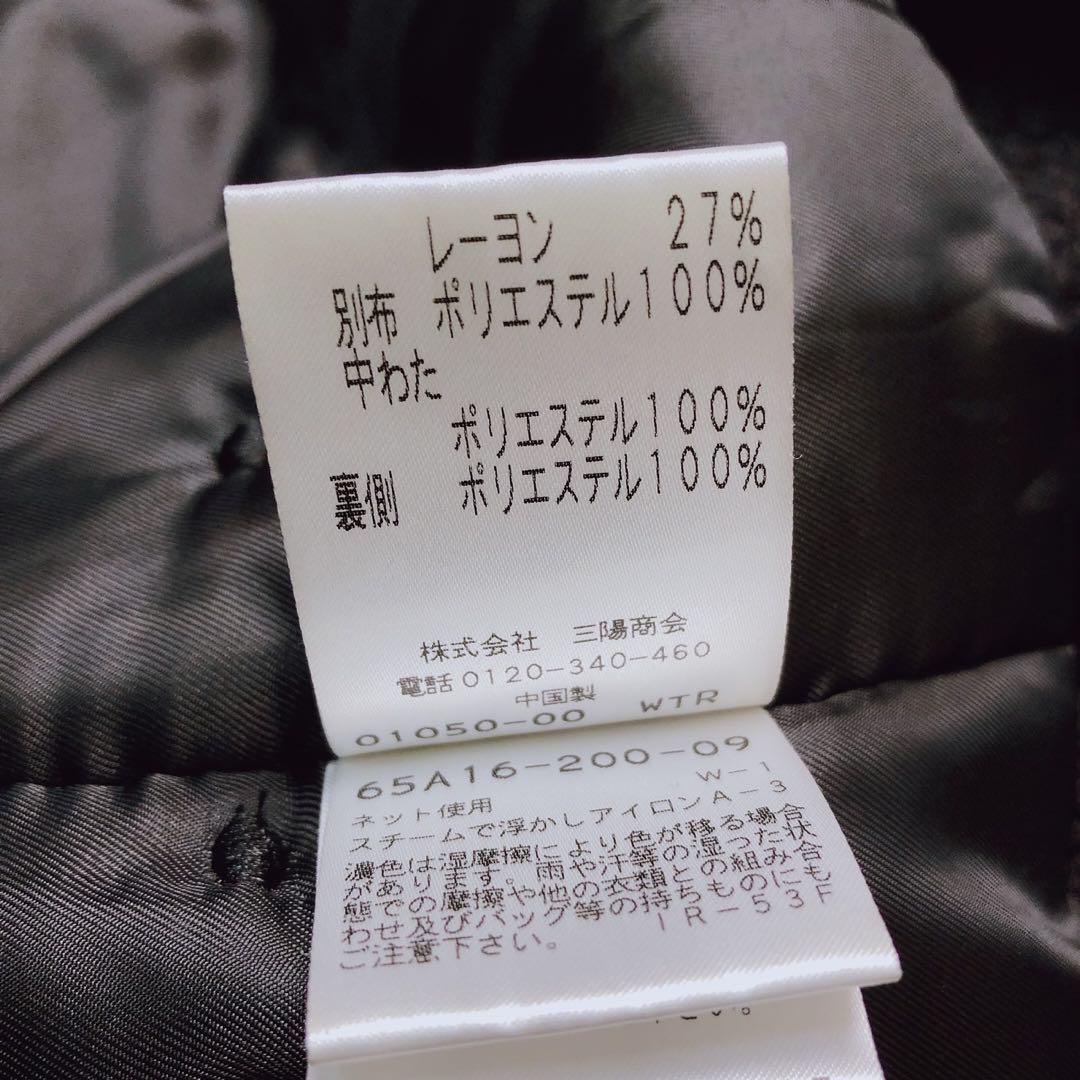 レーヨン 27%
別布 ポリエステル100%
中わた
ポリエステル100%
裏側 ポリエステル100%
株式会社 三陽商会
電話0120-340-460
中国製
01050-00 WTR
65A16-200-09
ネット使用 W-1
スチームで浮かしアイロンA-3
濃色は湿摩擦により色が移る場合
があります。雨や汗等の湿った状
態での摩擦や他の衣類との組み合
わせ及びバッグ等の持ちものにも
ご注意下さい。 IR-53F
さい。